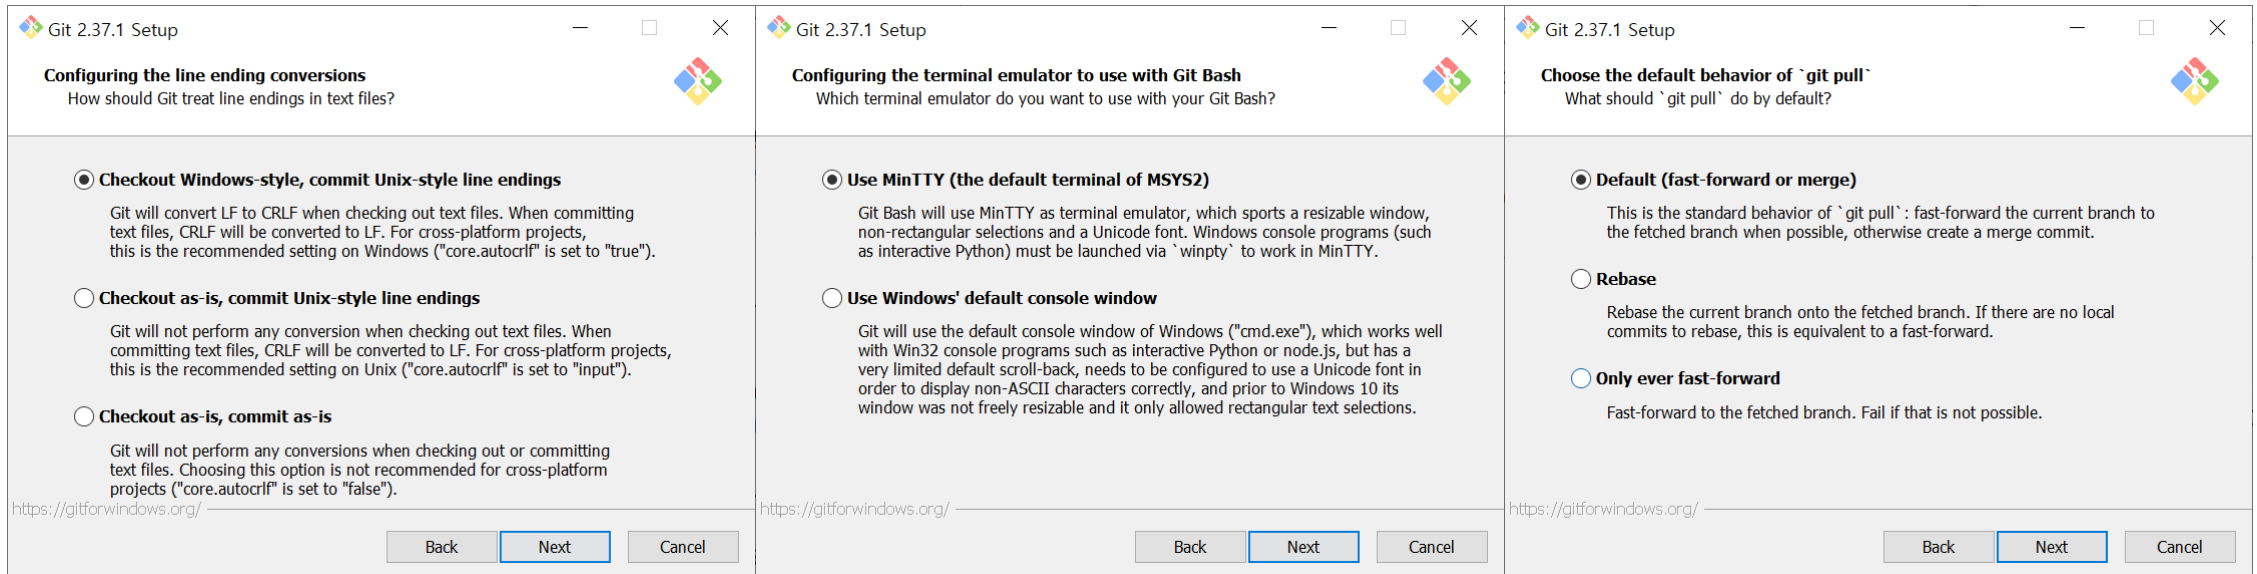 Git 2.37.1 Setup
Configuring the line ending conversions
How should Git treat line endings in text files?
Checkout Windows-style, commit Unix-style line endings
Git will convert LF to CRLF when checking out text files. When committing
text files, CRLF will be converted to LF. For cross-platform projects,
this is the recommended setting on Windows ("core.autocrlf" is set to "true").
Checkout as-is, commit Unix-style line endings
Git will not perform any conversion when checking out text files. When
committing text files, CRLF will be converted to LF. For cross-platform projects,
this is the recommended setting on Unix ("core.autocrlf" is set to "input").
Checkout as-is, commit as-is
Git will not perform any conversions when checking out or committing
text files. Choosing this option is not recommended for cross-platform
projects ("core.autocrlf" is set to "false").
https://gitforwindows.org/
Back Next Cancel
Git 2.37.1 Setup
Configuring the terminal emulator to use with Git Bash
Which terminal emulator do you want to use with your Git Bash?
Use MinTTY (the default terminal of MSYS2)
Git Bash will use MinTTY as terminal emulator, which sports a resizable window,
non-rectangular selections and a Unicode font. Windows console programs (such
as interactive Python) must be launched via `winpty` to work in MinTTY.
Use Windows' default console window
Git will use the default console window of Windows ("cmd.exe"), which works well
with Win32 console programs such as interactive Python or node.js, but has a
very limited default scroll-back, needs to be configured to use a Unicode font in
order to display non-ASCII characters correctly, and prior to Windows 10 its
window was not freely resizable and it only allowed rectangular text selections.
https://gitforwindows.org/
Back Next Cancel
Git 2.37.1 Setup
Choose the default behavior of `git pull`
What should `git pull` do by default?
Default (fast-forward or merge)
This is the standard behavior of `git pull`: fast-forward the current branch to
the fetched branch when possible, otherwise create a merge commit.
Rebase
Rebase the current branch onto the fetched branch. If there are no local
commits to rebase, this is equivalent to a fast-forward.
Only ever fast-forward
Fast-forward to the fetched branch. Fail if that is not possible.
https://gitforwindows.org/
Back Next Cancel